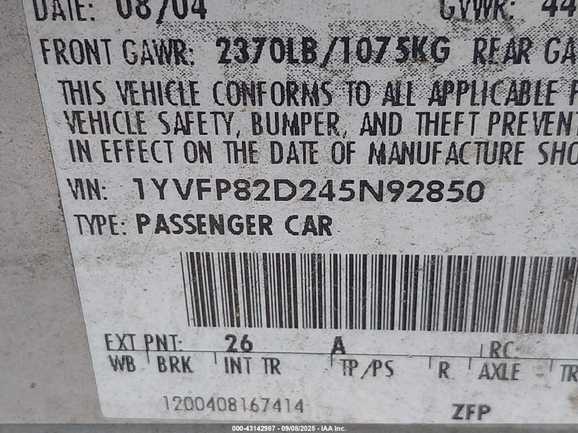 DATE: 08/04 GVWR: 44
FRONT GAWR: 2370LB/1075KG REAR GA
THIS VEHICLE CONFORMS TO ALL APPLICABLE F
VEHICLE SAFETY, BUMPER, AND THEFT PREVENT
IN EFFECT ON THE DATE OF MANUFACTURE SHO
VIN: 1YVFP82D245N92850
TYPE: PASSENGER CAR
EXT PNT: 26 A RC:
WB BRK INT TR TP/PS R AXLE TR
1200408167414 ZFP
000-43142987 - 09/08/2025 - IAA